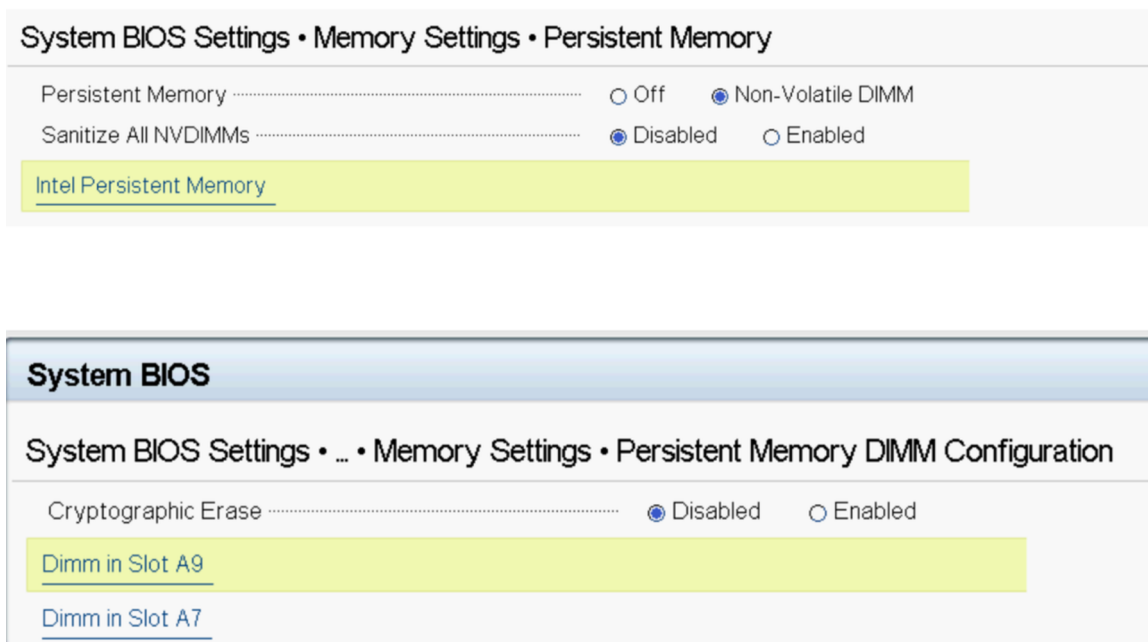 System BIOS Settings • Memory Settings • Persistent Memory
Persistent Memory Off Non-Volatile DIMM
Sanitize All NVDIMMs Disabled Enabled
Intel Persistent Memory
System BIOS
System BIOS Settings • ... • Memory Settings • Persistent Memory DIMM Configuration
Cryptographic Erase Disabled Enabled
Dimm in Slot A9
Dimm in Slot A7